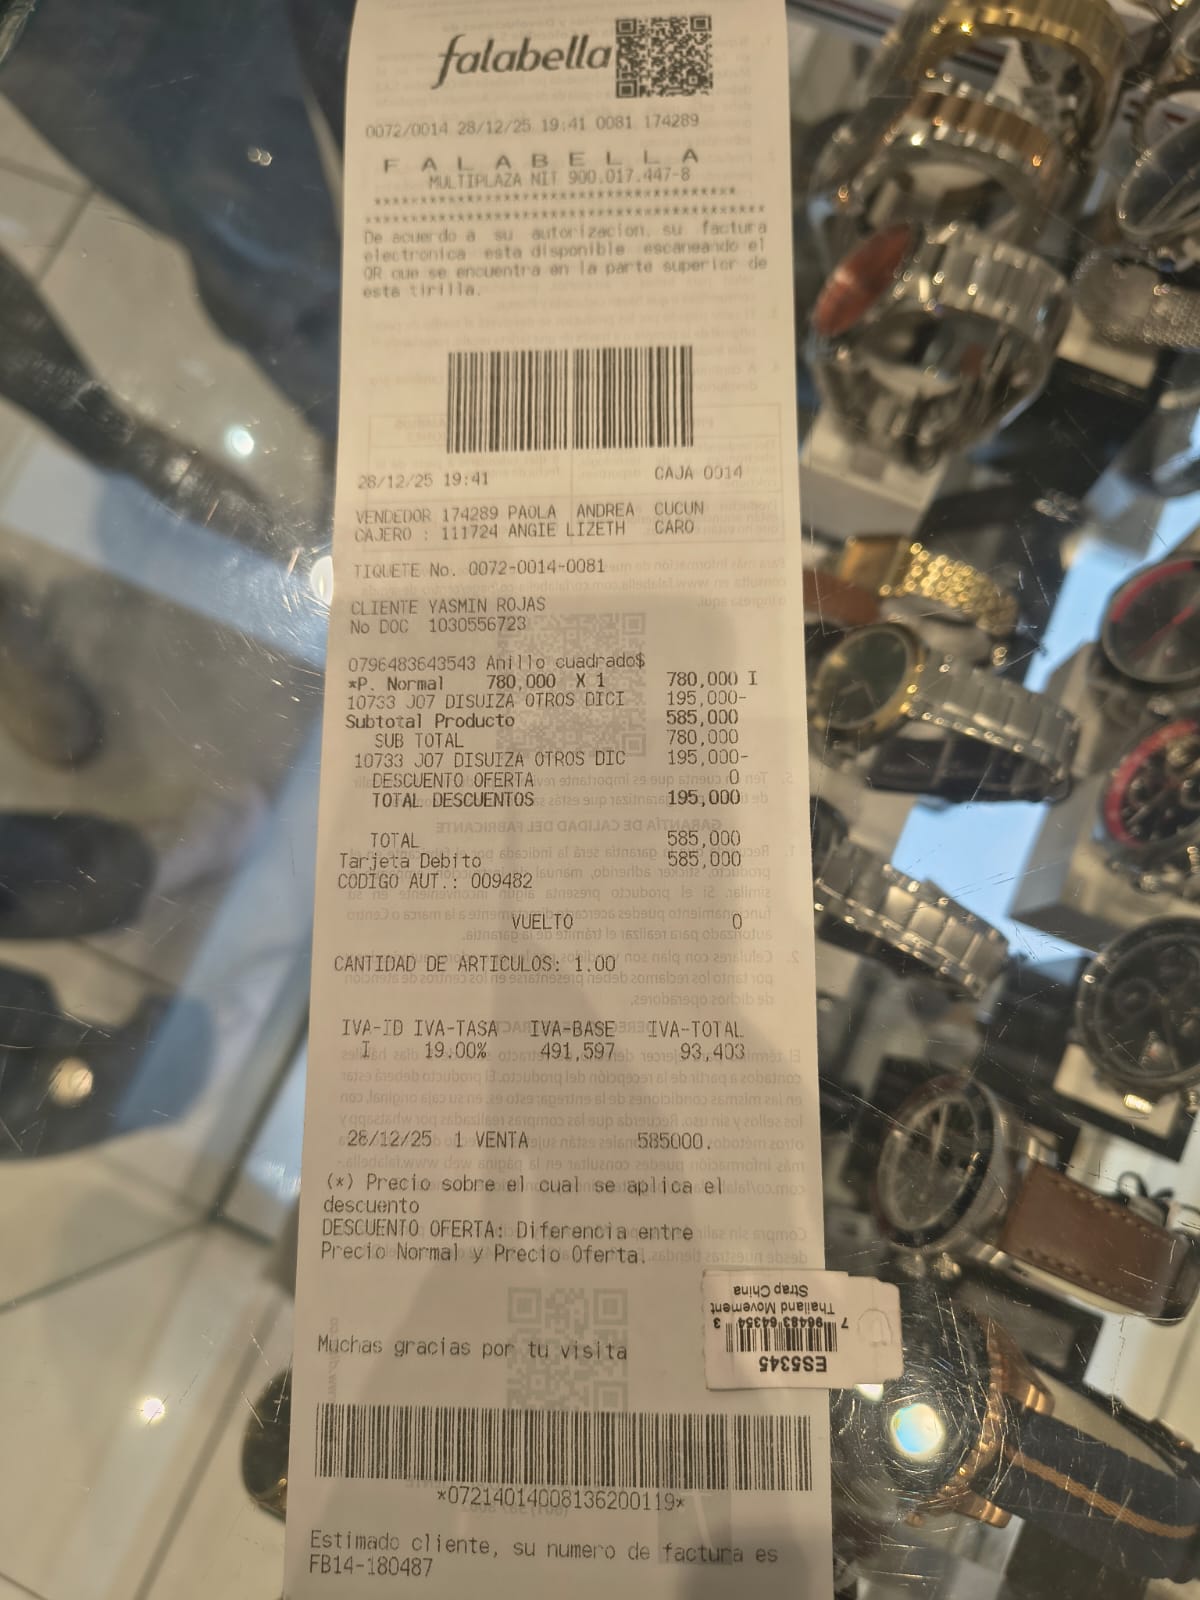 falabella
0072/0014 28/12/25 19:41 0081 174289
F A L A B E L L A
MULTIPLAZA NIT 900.017.447-8
De acuerdo a su autorizacion, su factura
electronica esta disponible escaneando el
QR que se encuentra en la parte superior de
esta tirilla.
28/12/25 19:41 CAJA 0014
VENDEDOR 174289 PAOLA ANDREA CUCUN
CAJERO : 111724 ANGIE LIZETH CARO
TIQUETE No. 0072-0014-0081
CLIENTE YASMIN ROJAS
No DOC 1030556723
0796483643543 Anillo cuadrado$
*P. Normal 780,000 X 1 780,000 I
10733 J07 DISUIZA OTROS DICI 195,000-
Subtotal Producto 585,000
SUB TOTAL 780,000
10733 J07 DISUIZA OTROS DIC 195,000-
DESCUENTO OFERTA 0
TOTAL DESCUENTOS 195,000
TOTAL 585,000
Tarjeta Debito 585,000
CODIGO AUT.: 009482
VUELTO 0
CANTIDAD DE ARTICULOS: 1.00
IVA-ID IVA-TASA IVA-BASE IVA-TOTAL
I 19.00% 491,597 93,403
28/12/25 1 VENTA 585000.
(*) Precio sobre el cual se aplica el
descuento
DESCUENTO OFERTA: Diferencia entre
Precio Normal y Precio Oferta.
Muchas gracias por tu visita
*07214014008136200119*
Estimado cliente, su numero de factura es
FB14-180487
ES5345
7 96483 64354 3
Thailand Movement
Strap China